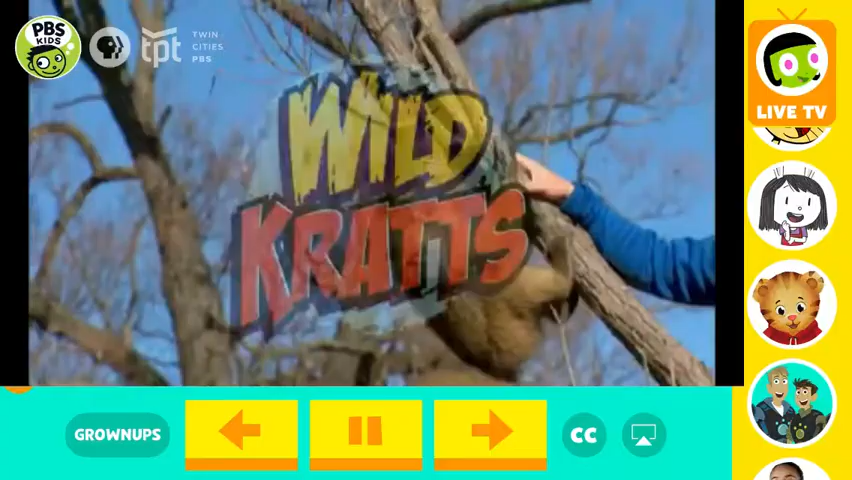 PBS
KIDS
tpt
TWIN
CITIES
PBS
LIVE TV
WILD
KRATTS
GROWNUPS
CC